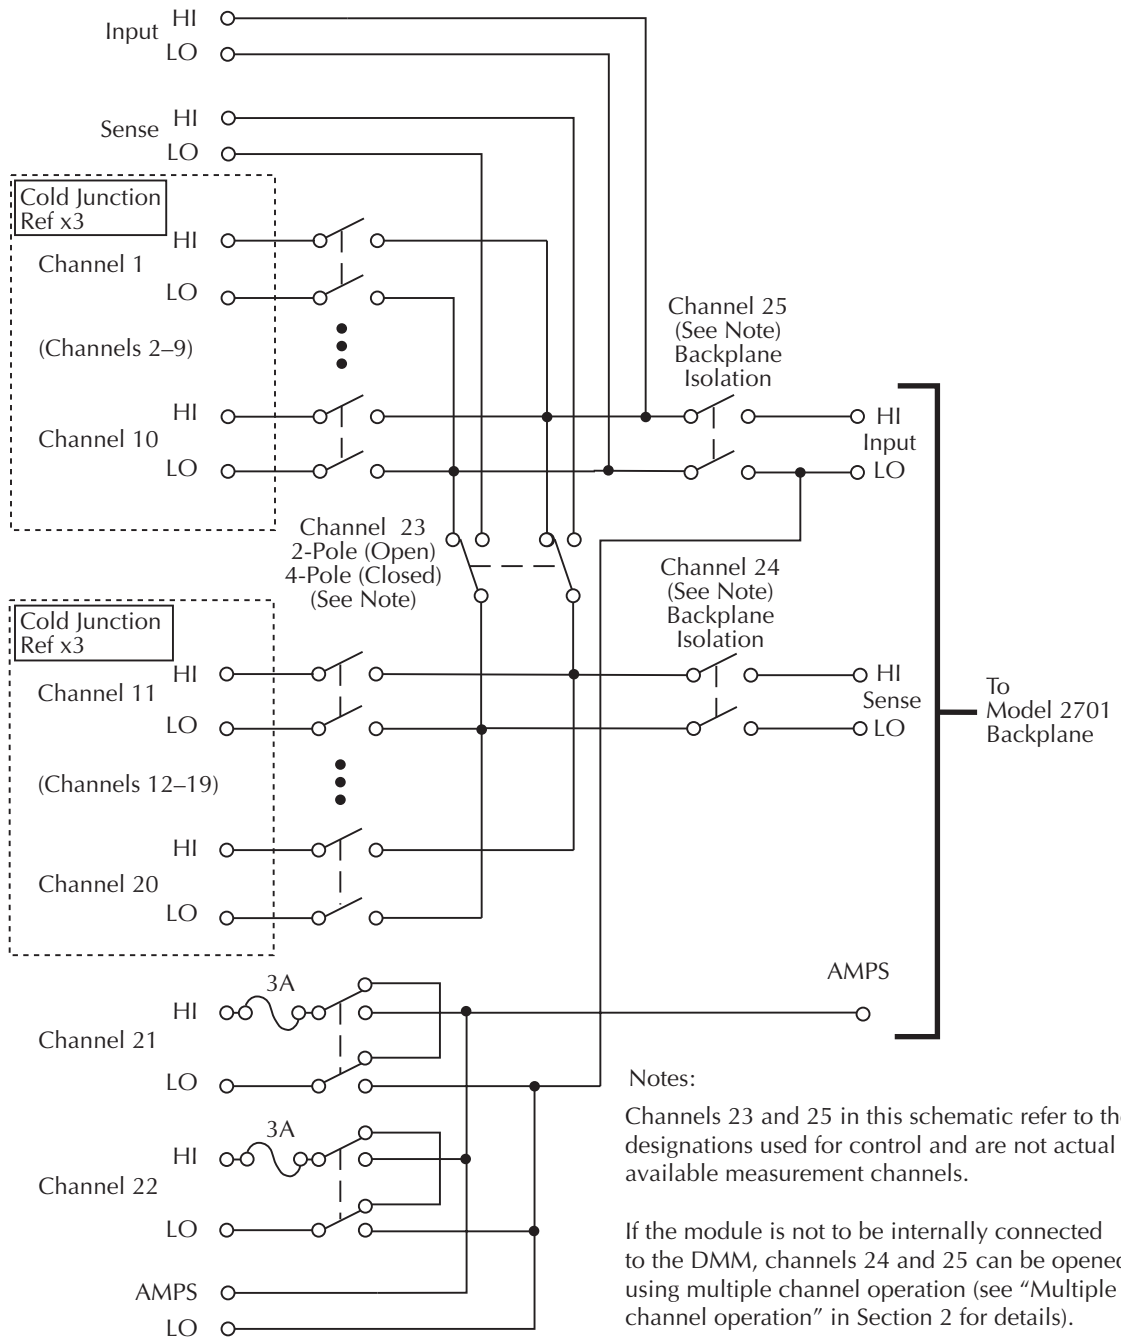 Input
HI
LO
Sense
HI
LO
Cold Junction
Ref x3
Channel 1
HI
LO
(Channels 2–9)
Channel 10
HI
LO
Channel 25
(See Note)
Backplane
Isolation
HI
Input
LO
Channel 23
2-Pole (Open)
4-Pole (Closed)
(See Note)
Channel 24
(See Note)
Backplane
Isolation
Cold Junction
Ref x3
Channel 11
HI
LO
HI
Sense
LO
To
Model 2701
Backplane
(Channels 12–19)
Channel 20
HI
LO
AMPS
3A
Channel 21
HI
LO
3A
Channel 22
HI
LO
AMPS
LO
Notes:
Channels 23 and 25 in this schematic refer to the
designations used for control and are not actual
available measurement channels.
If the module is not to be internally connected
to the DMM, channels 24 and 25 can be opened
using multiple channel operation (see “Multiple
channel operation” in Section 2 for details).